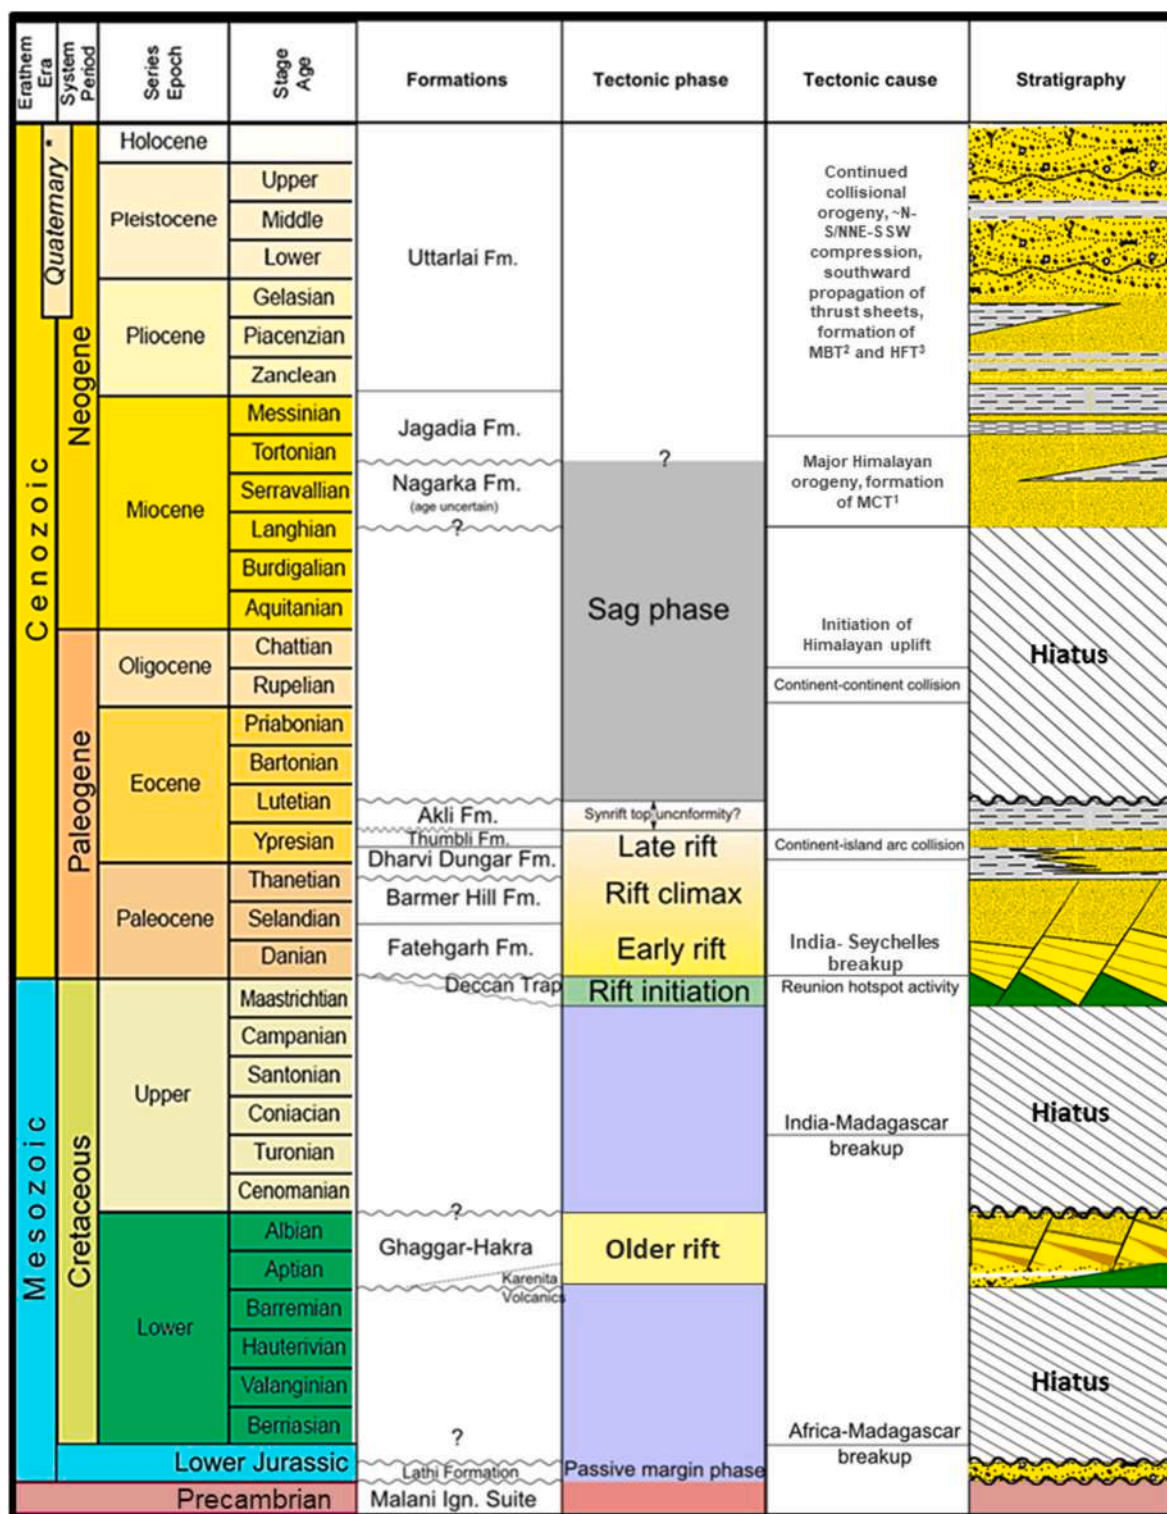 Erathem Era
System Period
Series Epoch
Stage Age
Formations
Tectonic phase
Tectonic cause
Stratigraphy
Cenozoic
Mesozoic
Quaternary *
Neogene
Paleogene
Cretaceous
Holocene
Pleistocene
Pliocene
Miocene
Oligocene
Eocene
Paleocene
Upper
Lower
Lower Jurassic
Precambrian
Upper
Middle
Lower
Gelasian
Piacenzian
Zanclean
Messinian
Tortonian
Serravallian
Langhian
Burdigalian
Aquitanian
Chattian
Rupelian
Priabonian
Bartonian
Lutetian
Ypresian
Thanetian
Selandian
Danian
Maastrichtian
Campanian
Santonian
Coniacian
Turonian
Cenomanian
Albian
Aptian
Barremian
Hauterivian
Valanginian
Berriasian
Uttarlai Fm.
Jagadia Fm.
Nagarka Fm.
(age uncertain)
?
Akli Fm.
Thumbli Fm.
Dharvi Dungar Fm.
Barmer Hill Fm.
Fatehgarh Fm.
Deccan Trap
?
Ghaggar-Hakra
Karenita
Volcanics
?
Lathi Formation
Malani Ign. Suite
?
Sag phase
Synrift top uncnformity?
Late rift
Rift climax
Early rift
Rift initiation
Older rift
Passive margin phase
Continued
collisional
orogeny, ~N-
S/NNE-SSW
compression,
southward
propagation of
thrust sheets,
formation of
MBT² and HFT³
Major Himalayan
orogeny, formation
of MCT¹
Initiation of
Himalayan uplift
Continent-continent collision
Continent-island arc collision
India- Seychelles
breakup
Reunion hotspot activity
India-Madagascar
breakup
Africa-Madagascar
breakup
Hiatus
Hiatus
Hiatus